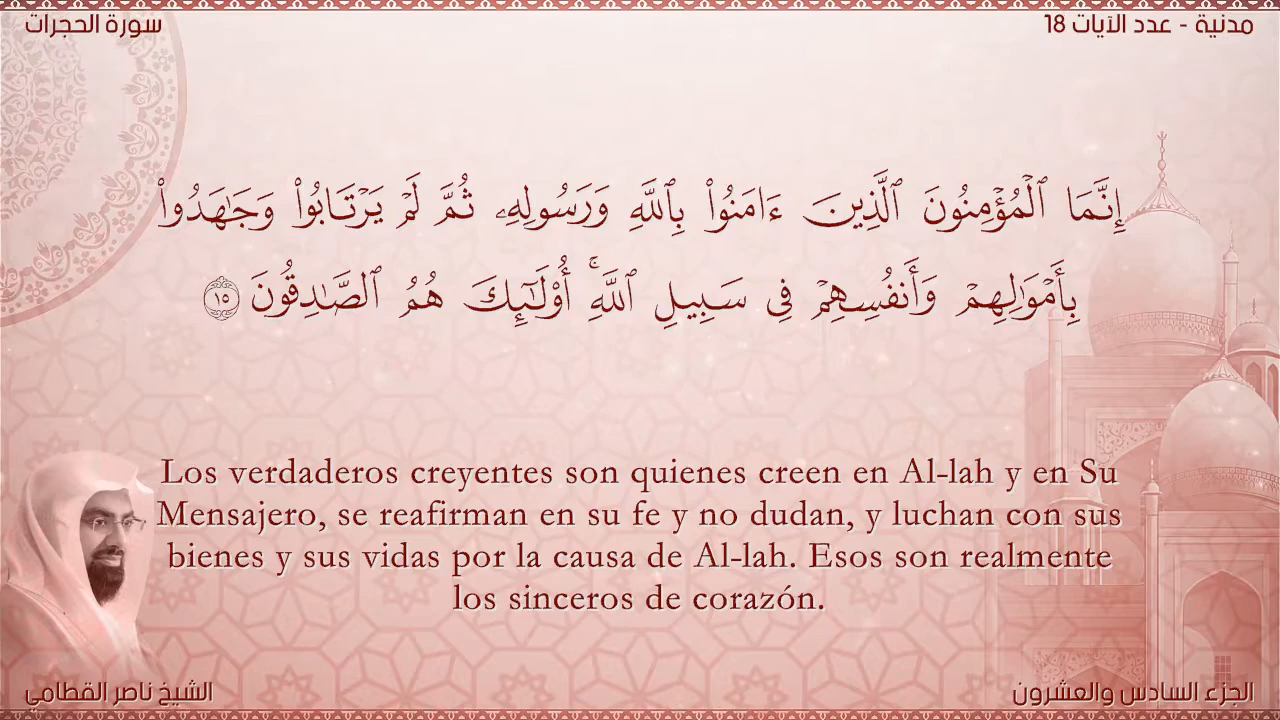 سورة الحجرات
مدنية - عدد الآيات 18
إِنَّمَا ٱلْمُؤْمِنُونَ ٱلَّذِينَ ءَامَنُوا۟ بِٱللَّهِ وَرَسُولِهِۦ ثُمَّ لَمْ يَرْتَابُوا۟ وَجَـٰهَدُوا۟
بِأَمْوَٰلِهِمْ وَأَنفُسِهِمْ فِى سَبِيلِ ٱللَّهِ ۚ أُو۟لَـٰٓئِكَ هُمُ ٱلصَّـٰدِقُونَ ١٥
Los verdaderos creyentes son quienes creen en Al-lah y en Su
Mensajero, se reafirman en su fe y no dudan, y luchan con sus
bienes y sus vidas por la causa de Al-lah. Esos son realmente
los sinceros de corazón.
الشيخ ناصر القطامي
الجزء السادس والعشرون